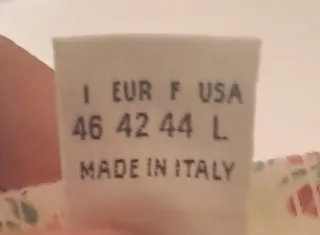 I EUR F USA
46 42 44 L
MADE IN ITALY